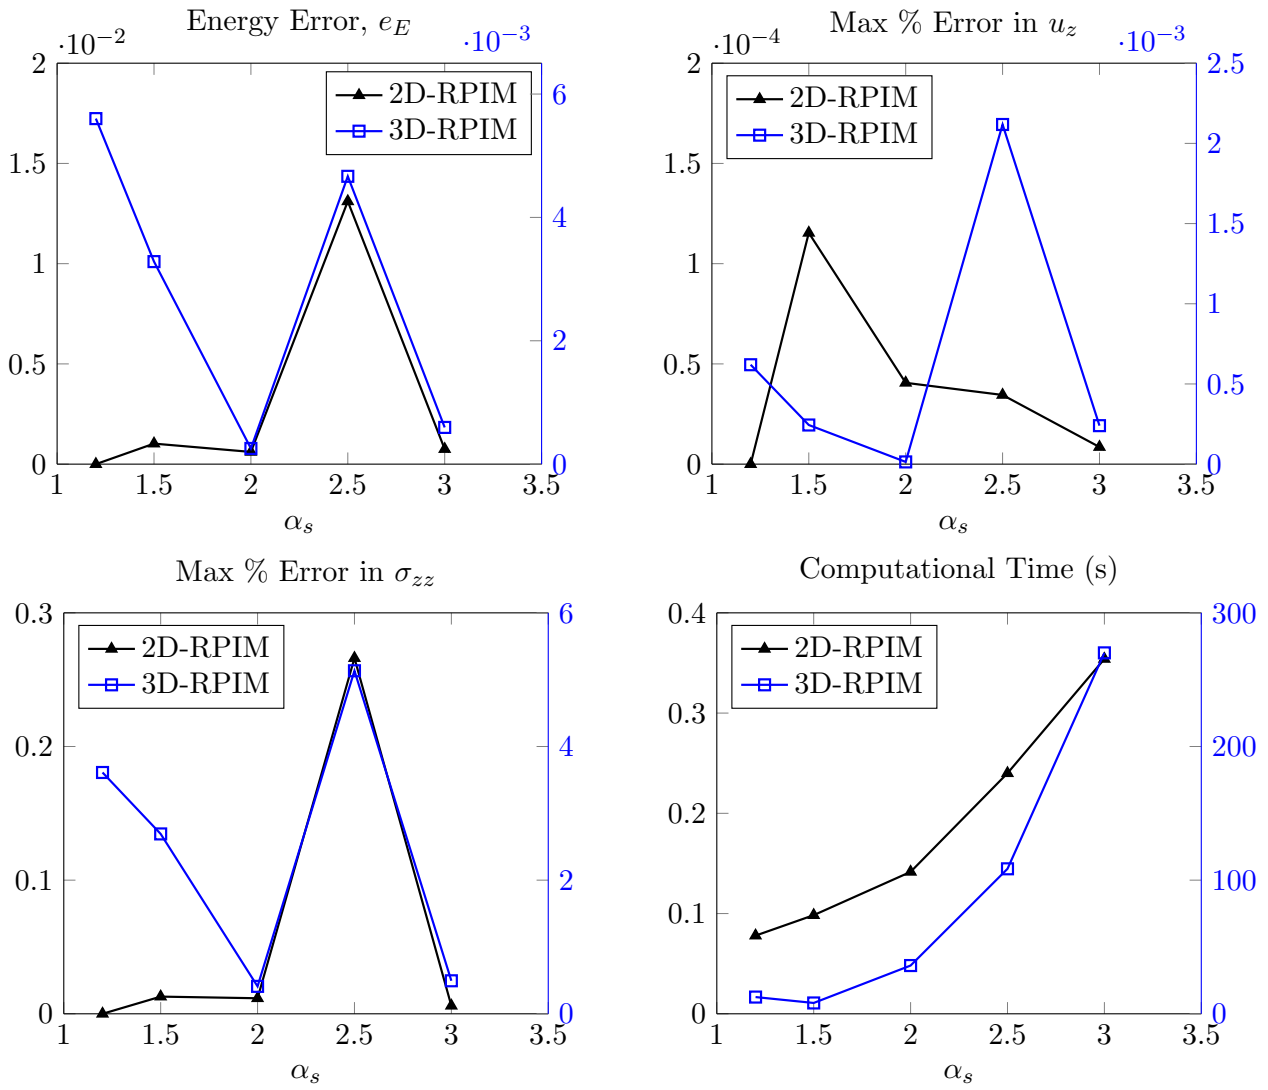 Energy Error, e_E
·10⁻²
·10⁻³
2
1.5
1
0.5
0
6
4
2
0
2D-RPIM
3D-RPIM
1 1.5 2 2.5 3 3.5
α_s
Max % Error in u_z
·10⁻⁴
·10⁻³
2
1.5
1
0.5
0
2.5
2
1.5
1
0.5
0
2D-RPIM
3D-RPIM
1 1.5 2 2.5 3 3.5
α_s
Max % Error in σ_zz
0.3
0.2
0.1
0
6
4
2
0
2D-RPIM
3D-RPIM
1 1.5 2 2.5 3 3.5
α_s
Computational Time (s)
0.4
0.3
0.2
0.1
0
300
200
100
0
2D-RPIM
3D-RPIM
1 1.5 2 2.5 3 3.5
α_s